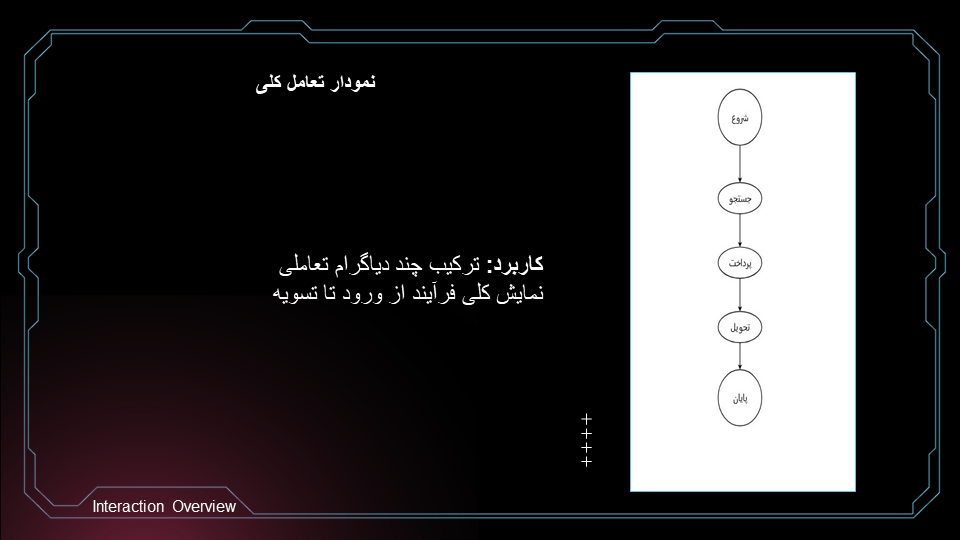 نمودار تعامل کلی
کاربرد: ترکیب چند دیاگرام تعاملی
نمایش کلی فرآیند از ورود تا تسویه
شروع
جستجو
پرداخت
تحویل
پایان
Interaction Overview